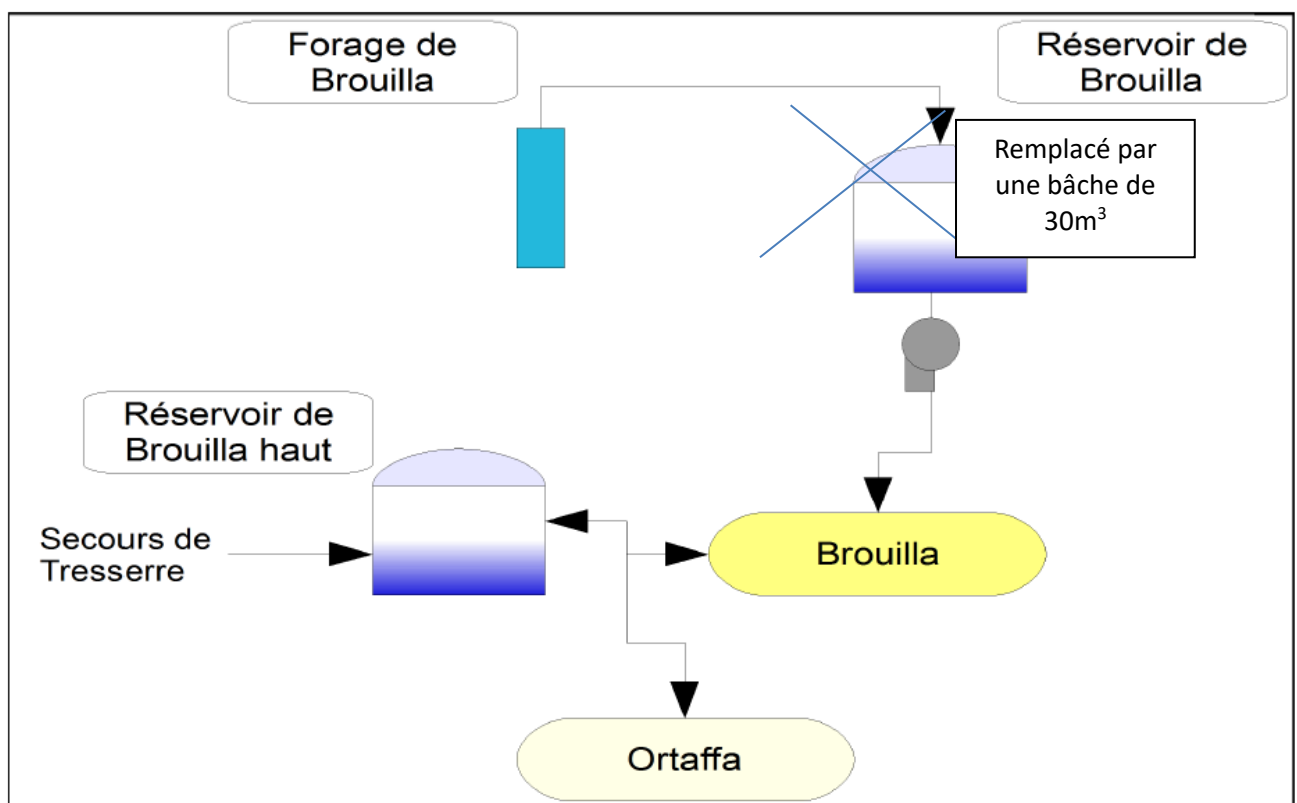 Forage de
Brouilla
Réservoir de
Brouilla
Remplacé par
une bâche de
30m³
Réservoir de
Brouilla haut
Secours de
Tresserre
Brouilla
Ortaffa